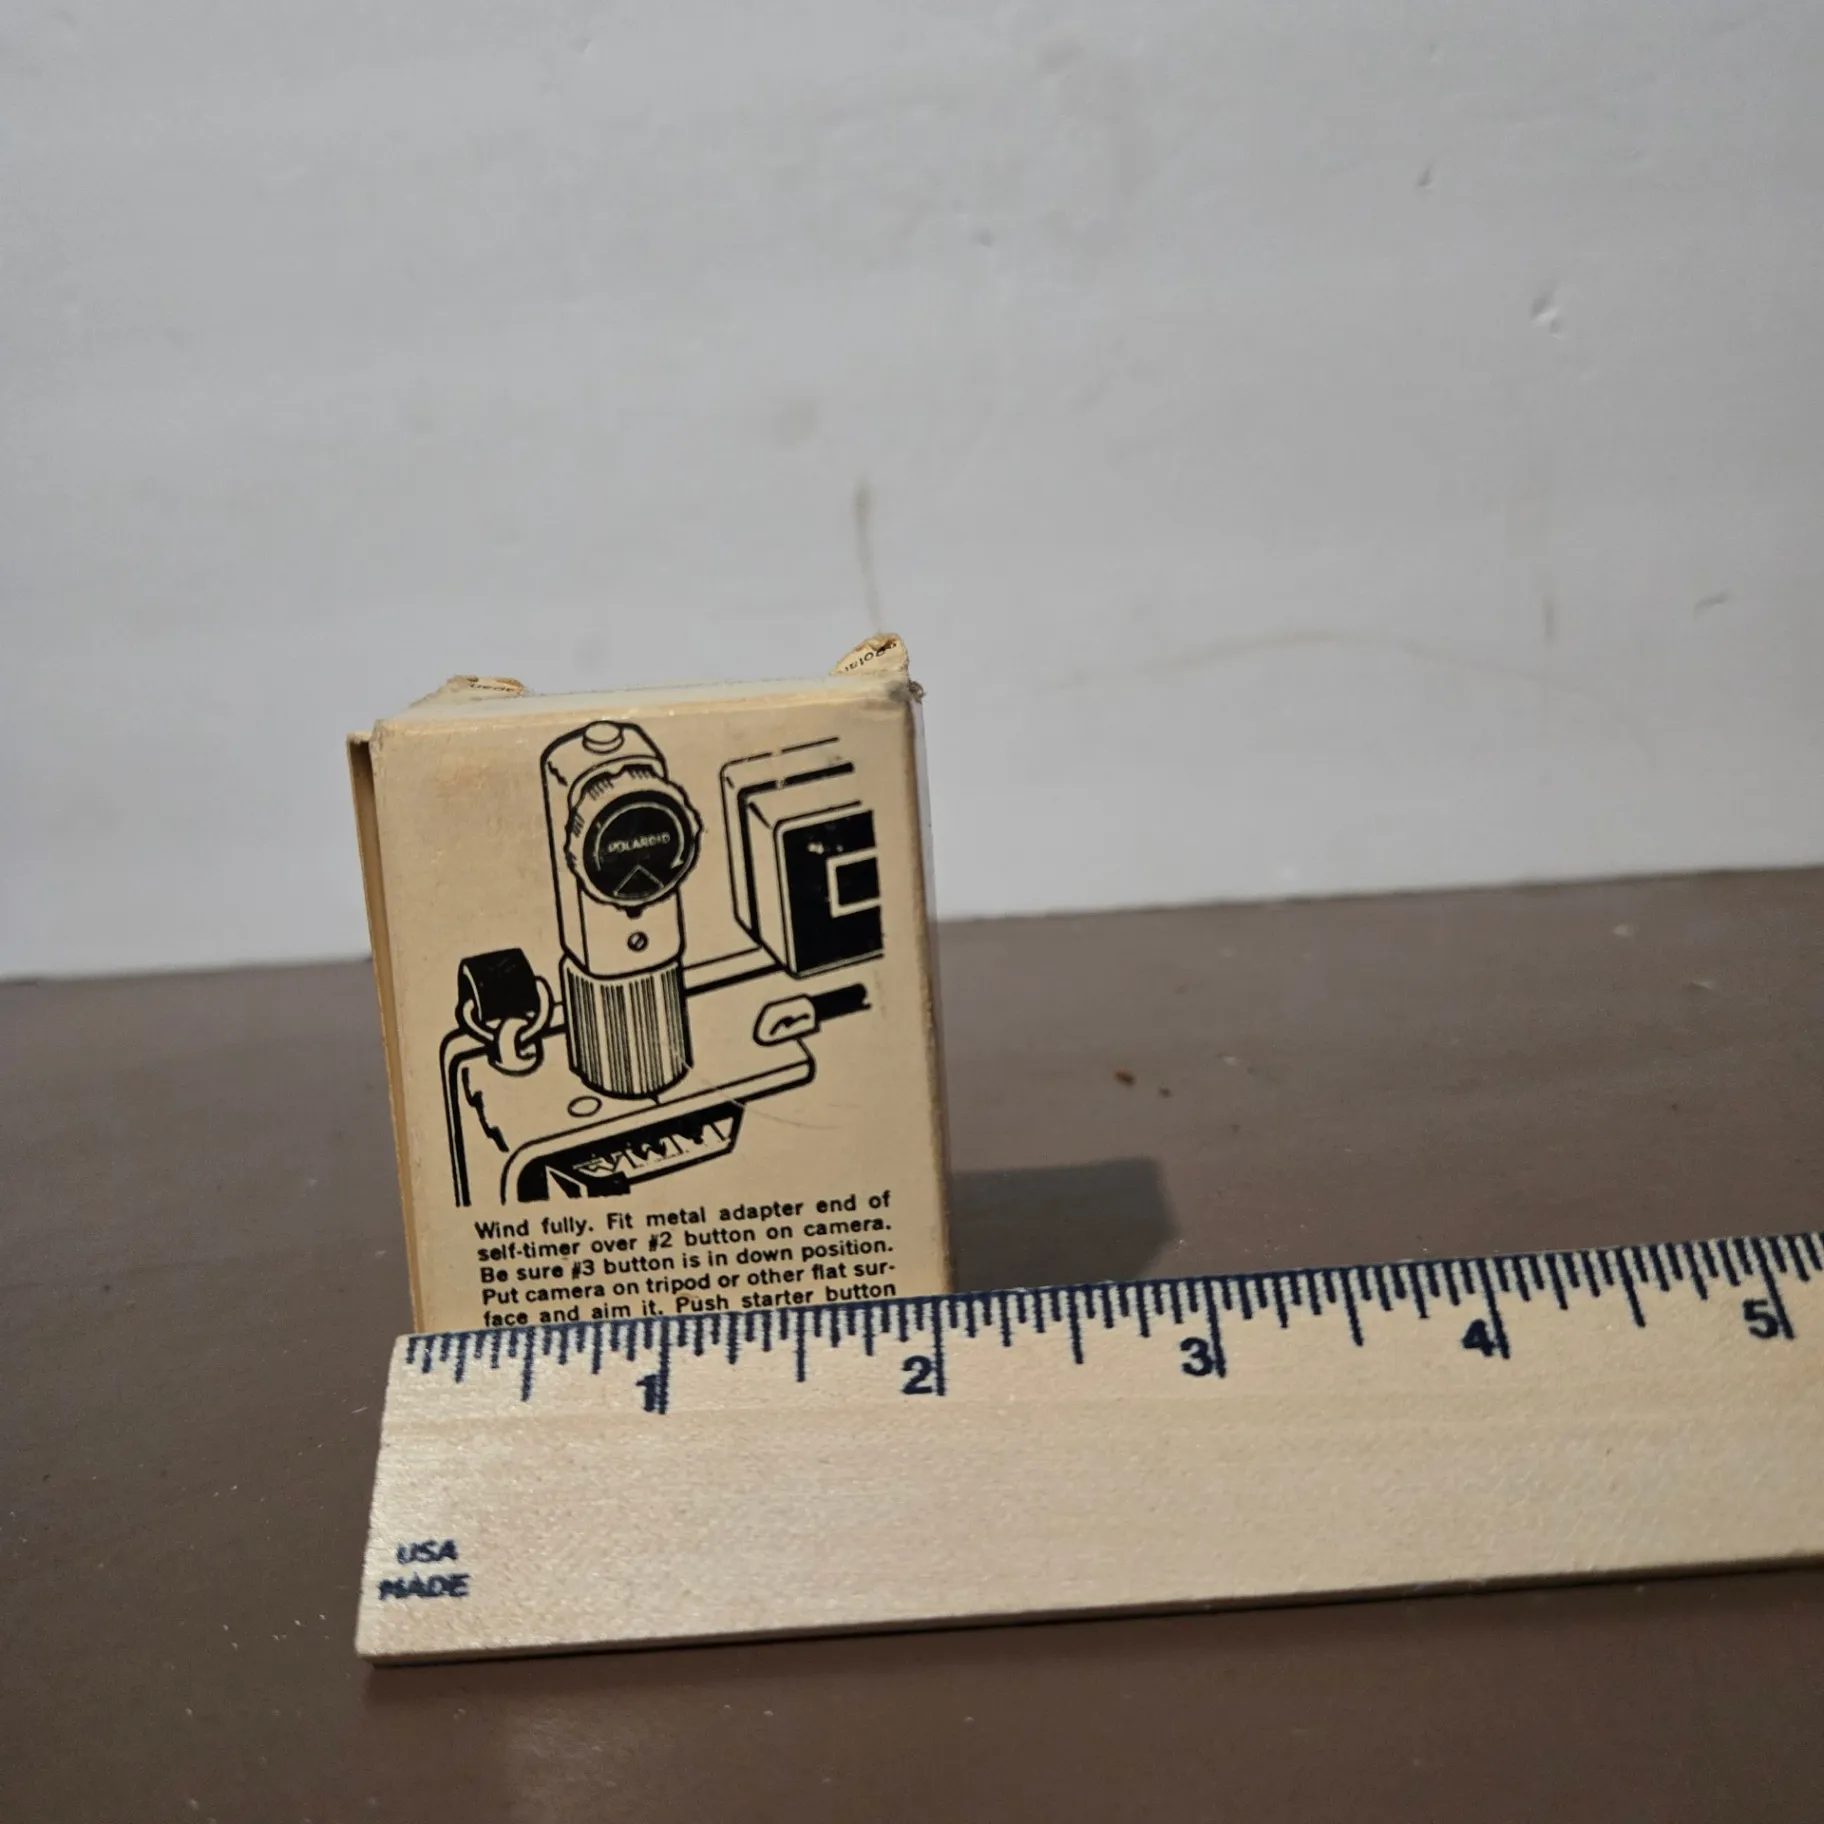 POLAROID
Wind fully. Fit metal adapter end of
self-timer over #2 button on camera.
Be sure #3 button is in down position.
Put camera on tripod or other flat sur-
face and aim it. Push starter button
1 2 3 4 5
USA
MADE